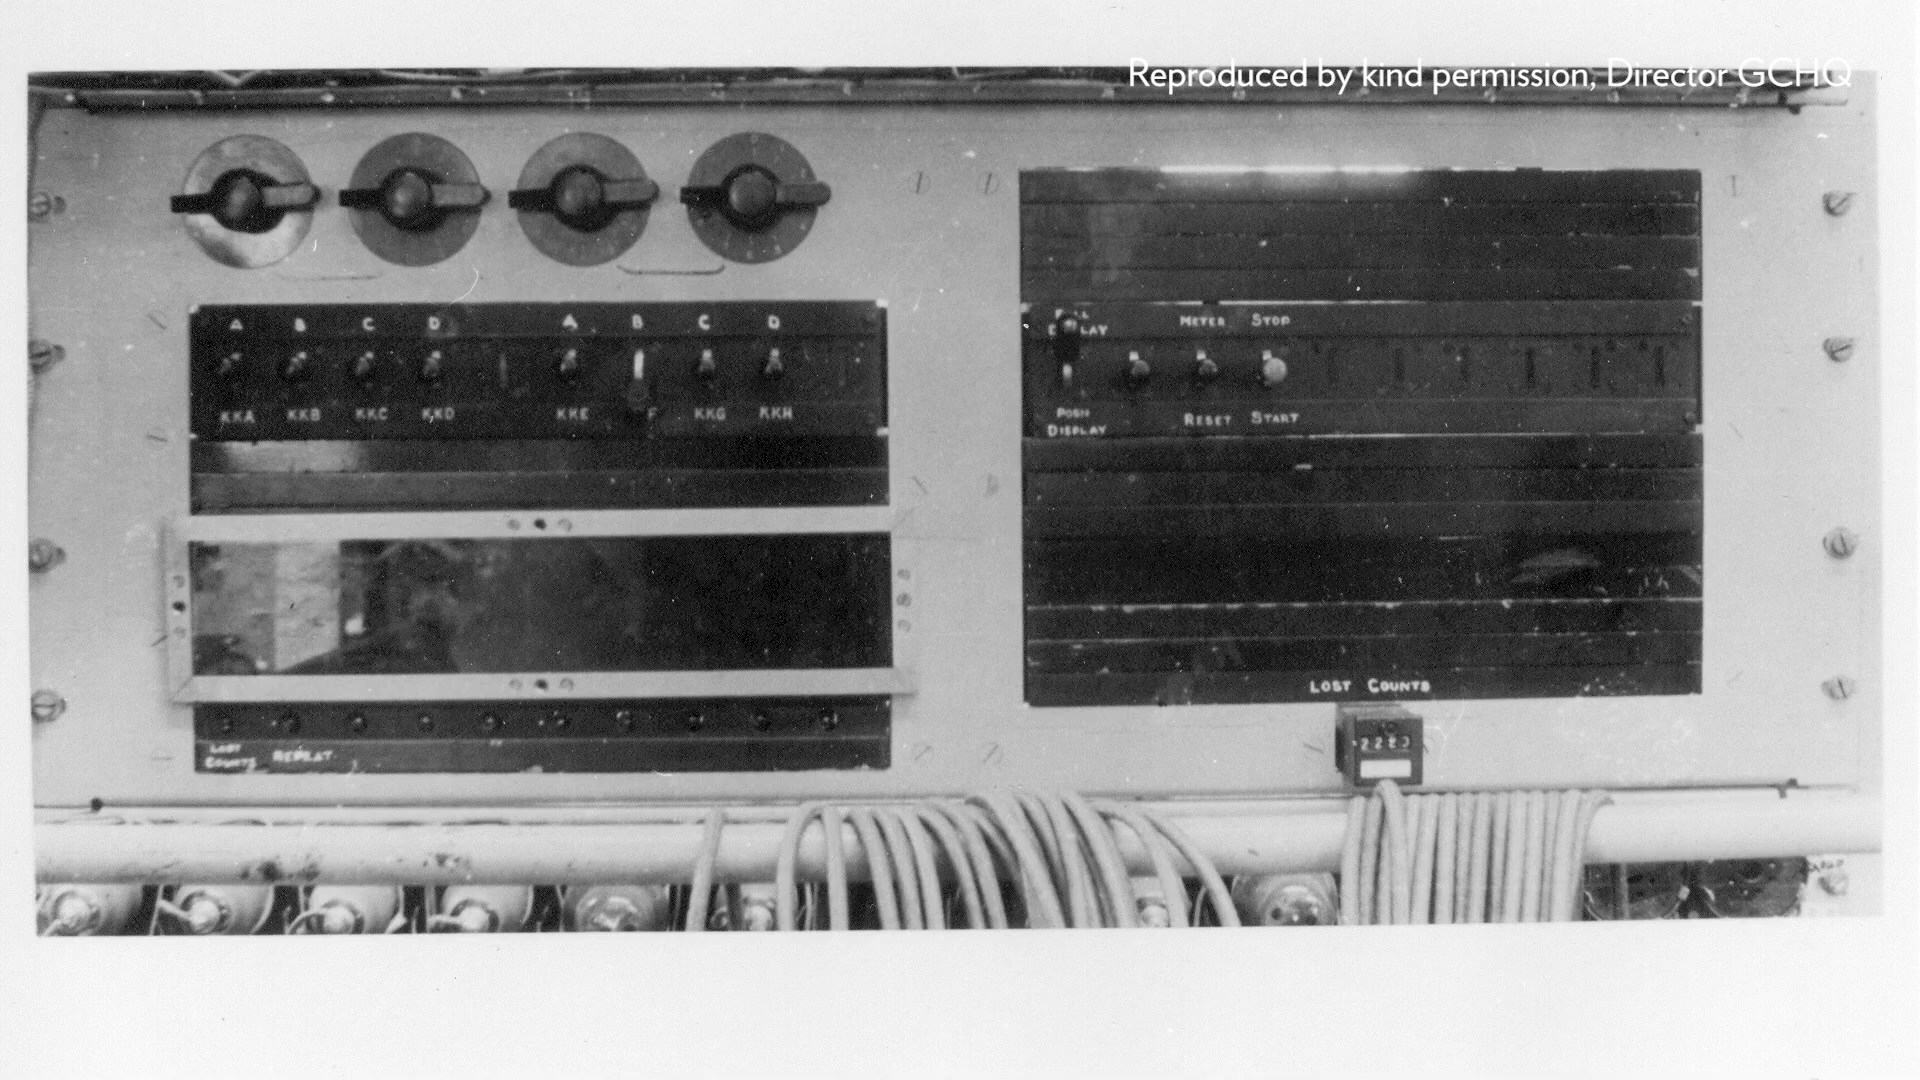 Reproduced by kind permission, Director GCHQ
A B C D A B C D
KKA KKB KKC KKD KKE F KKG KKH
METER STOP
PUSH
DISPLAY
RESET START
LOST COUNTS
LOST
COUNTS REPEAT